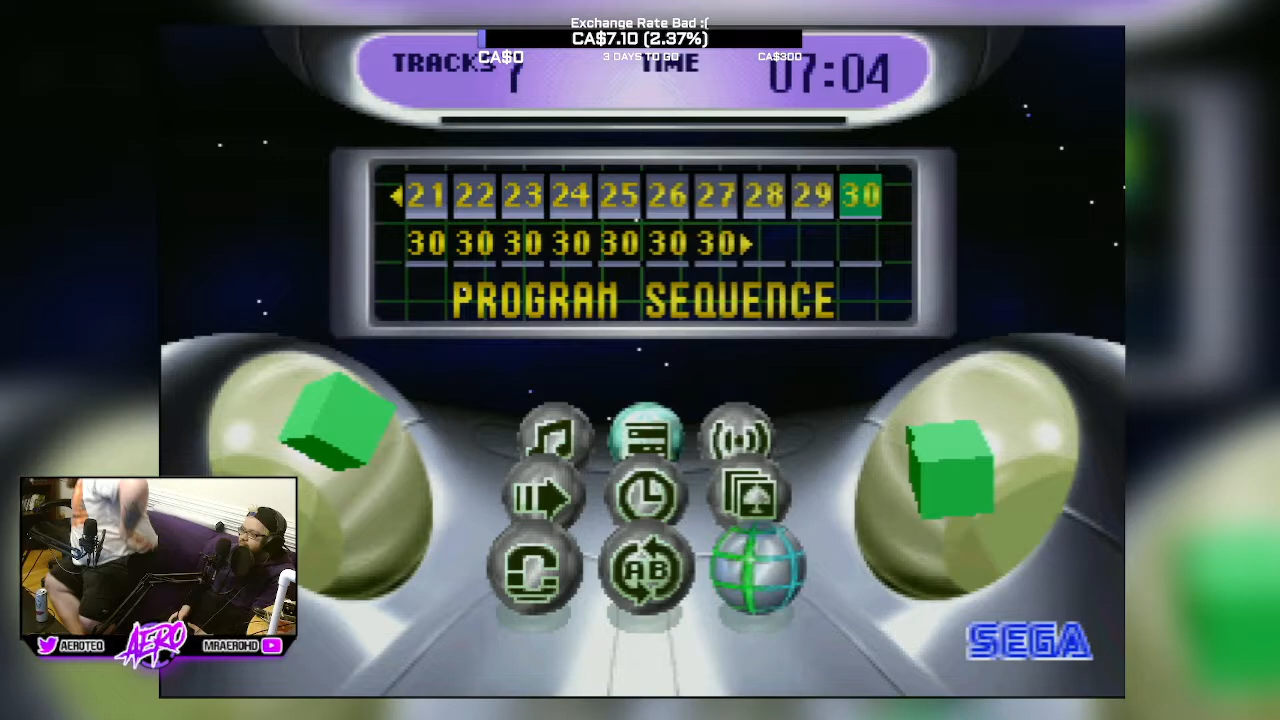 Exchange Rate Bad :(
CA$7.10 (2.37%)
CA$0 3 DAYS TO GO CA$300
TRACKS 7 TIME 07:04
21 22 23 24 25 26 27 28 29 30
30 30 30 30 30 30 30
PROGRAM SEQUENCE
AB
SEGA
AEROTEQ AERO MRAEROHD